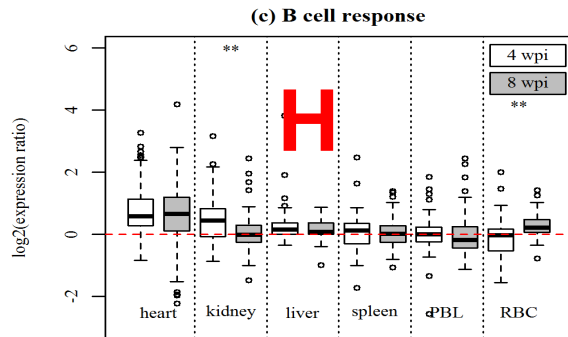 (c) B cell response
log2(expression ratio)
6
4
2
0
-2
**
H
4 wpi
8 wpi
**
heart kidney liver spleen PBL RBC